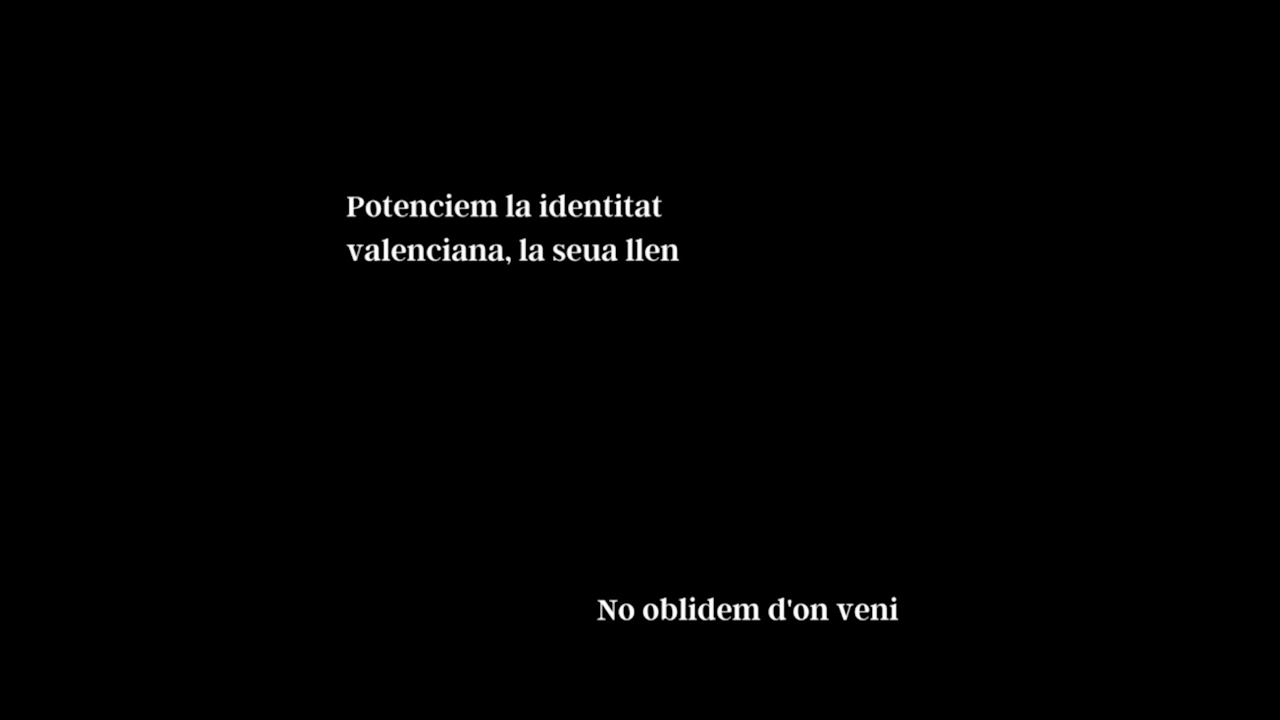 Potenciem la identitat
valenciana, la seua llen
No oblidem d'on veni